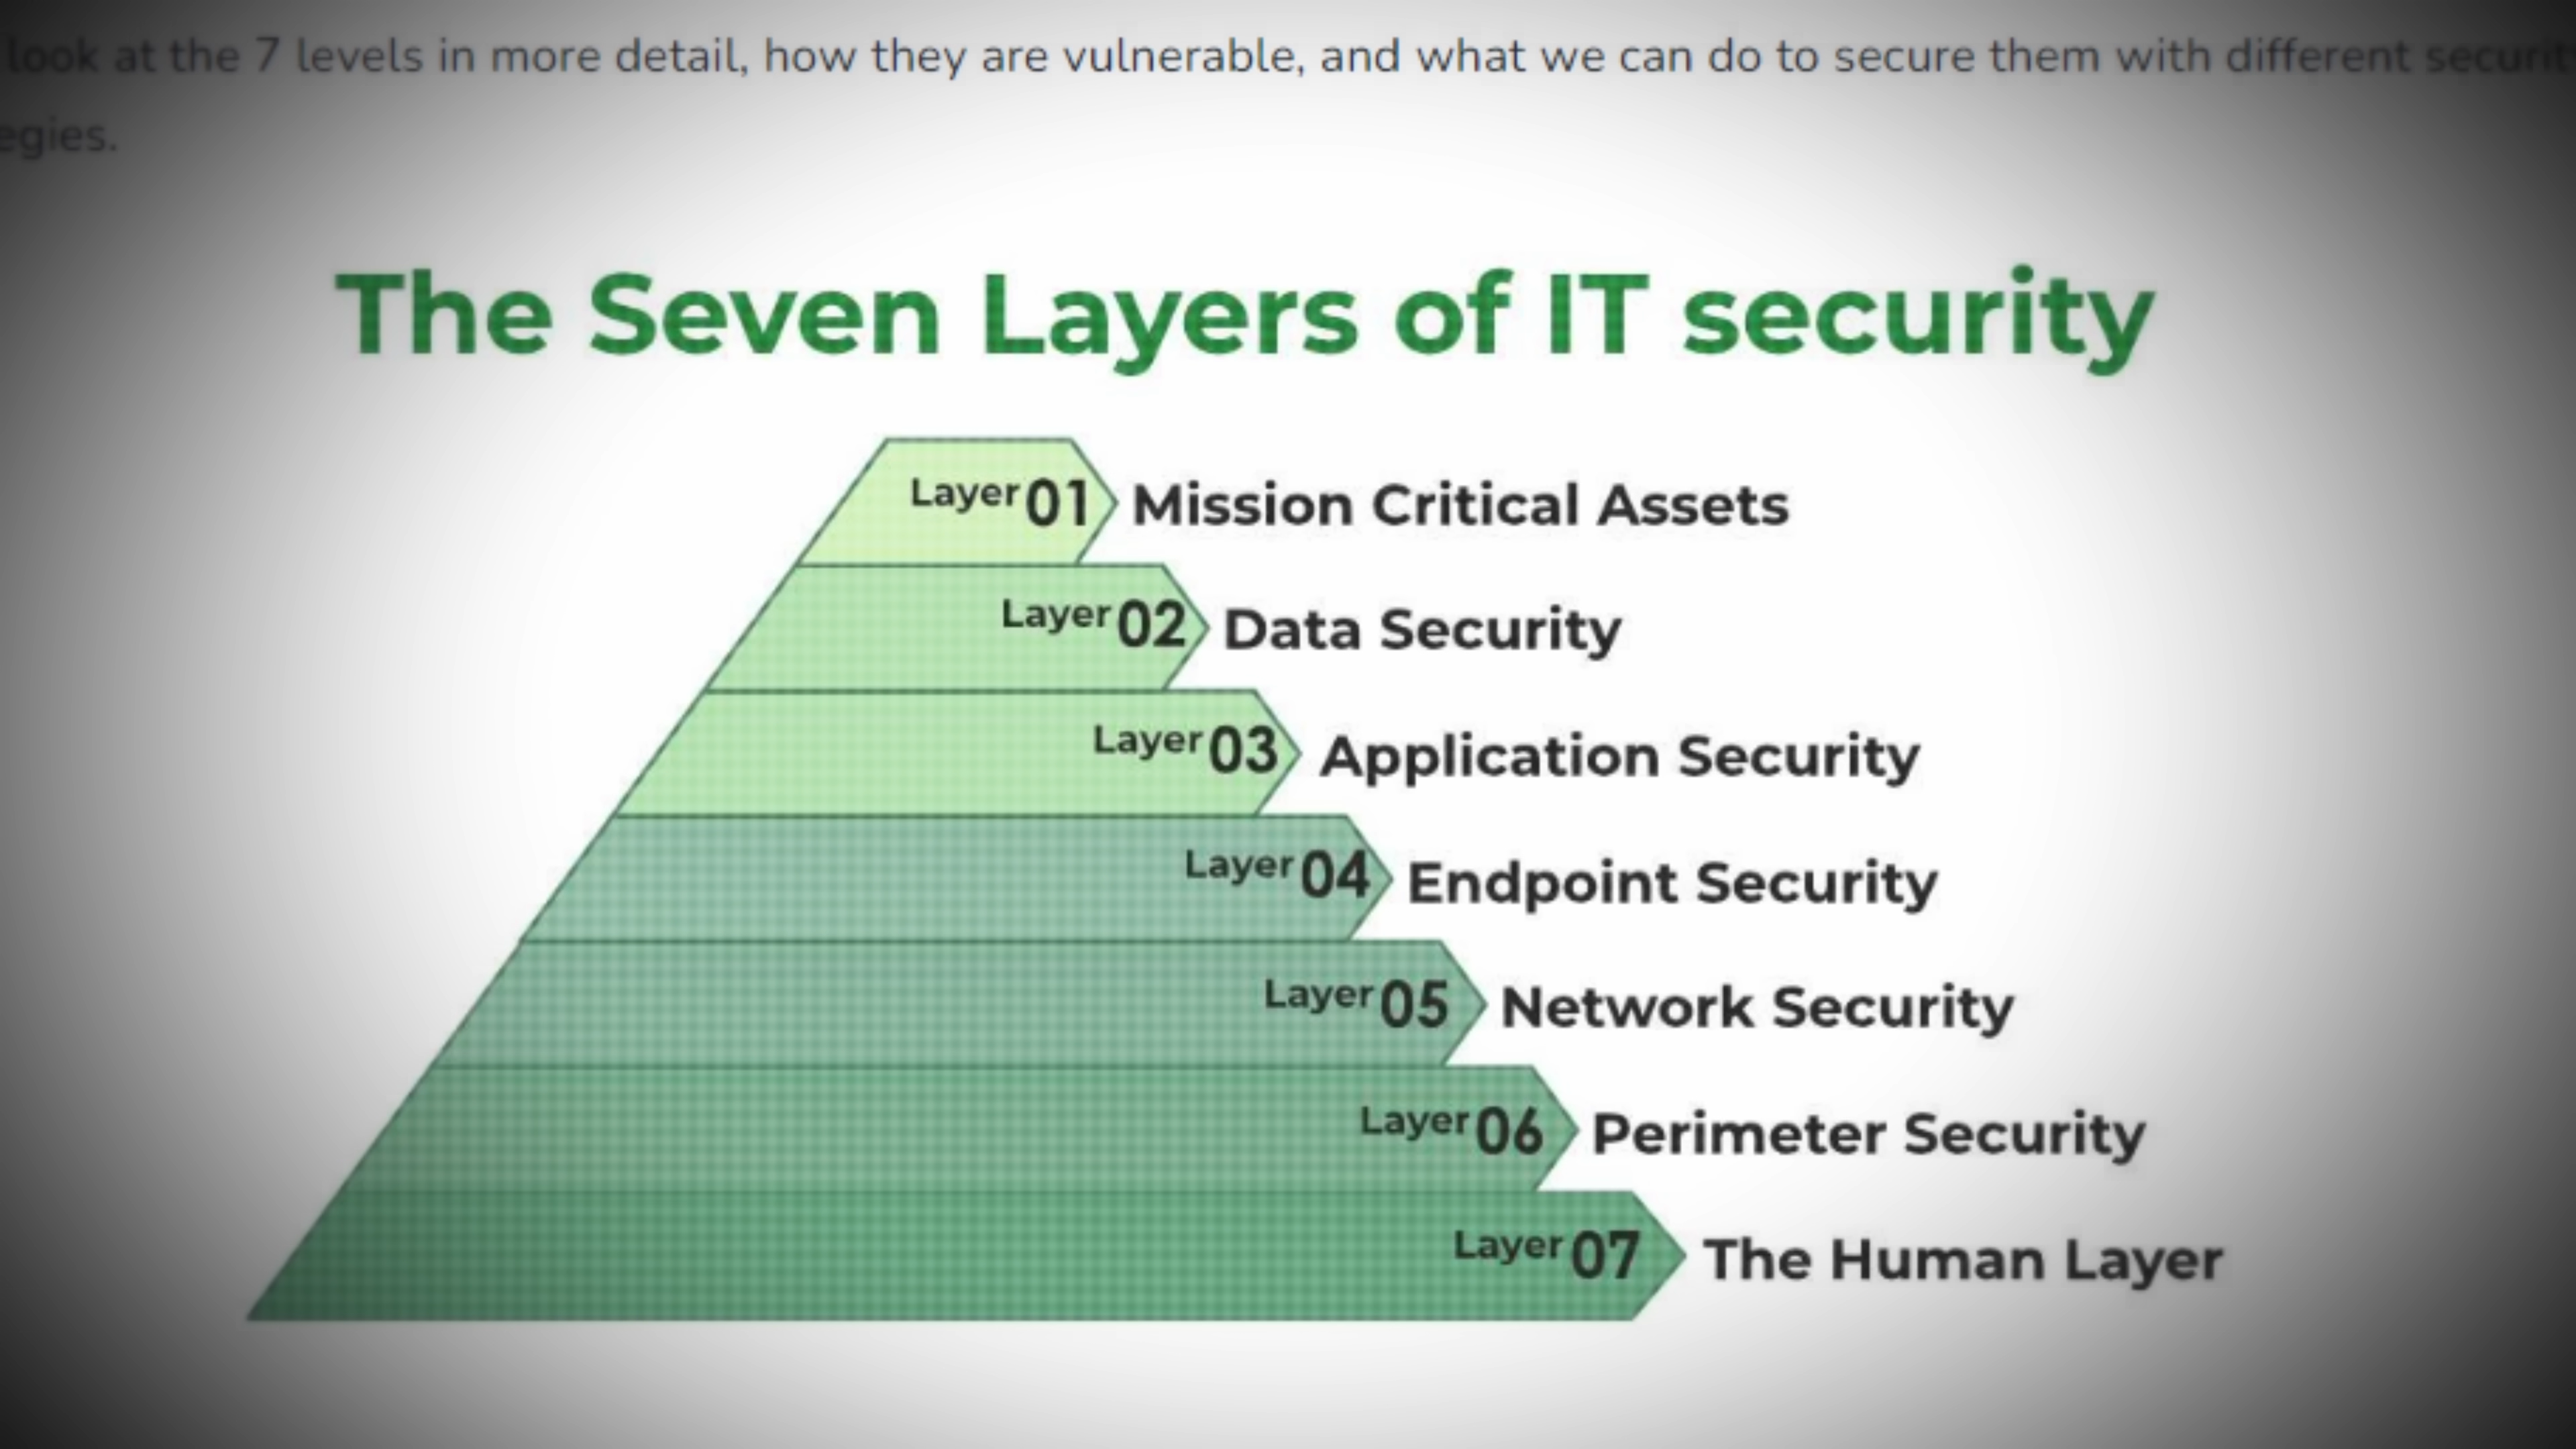 look at the 7 levels in more detail, how they are vulnerable, and what we can do to secure them with different security
egies.
The Seven Layers of IT security
Layer 01 Mission Critical Assets
Layer 02 Data Security
Layer 03 Application Security
Layer 04 Endpoint Security
Layer 05 Network Security
Layer 06 Perimeter Security
Layer 07 The Human Layer